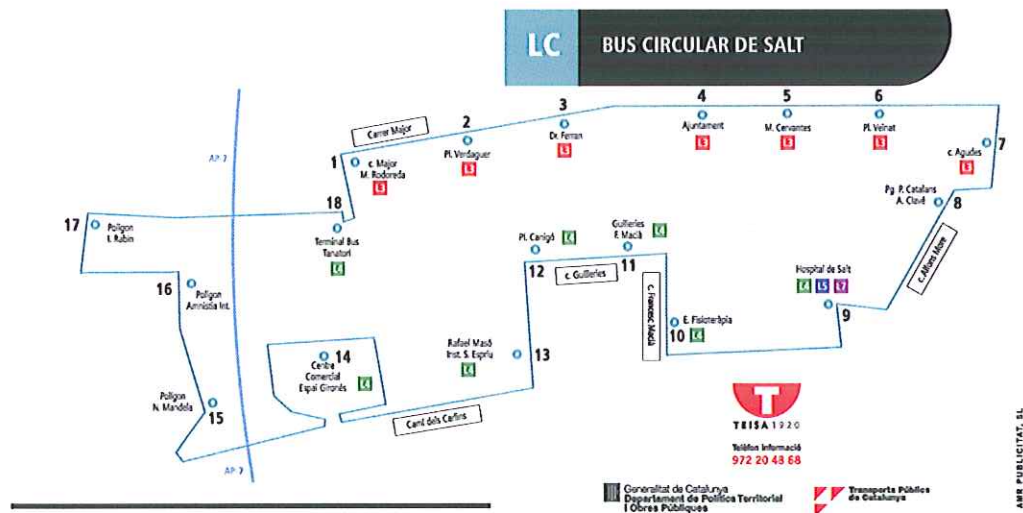 LC
BUS CIRCULAR DE SALT
1
c. Major
M. Rodoreda
Carrer Major
2
Pl. Verdaguer
3
Dr. Ferran
4
Ajuntament
5
M. Cervantes
6
Pl. Veïnat
7
c. Agudes
8
Pg. P. Catalans
A. Clavé
c. Alfons Moré
Hospital de Salt
9
10
E. Fisioteràpia
c. Francesc Macià
Guilleries
F. Macià
11
c. Guilleries
Pl. Canigó
12
Rafael Masó
Inst. S. Espriu
13
Camí dels Carlins
14
Centre
Comercial
Espai Gironès
15
Polígon
N. Mandela
16
Polígon
Amnistia Int.
17
Polígon
I. Rabin
18
Terminal Bus
Tanatori
AP-7
AP-7
T
TEISA 1920
Telèfon Informació
972 20 48 68
Generalitat de Catalunya
Departament de Política Territorial
i Obres Públiques
Transports Públics
de Catalunya
AMR PUBLICITAT, SL